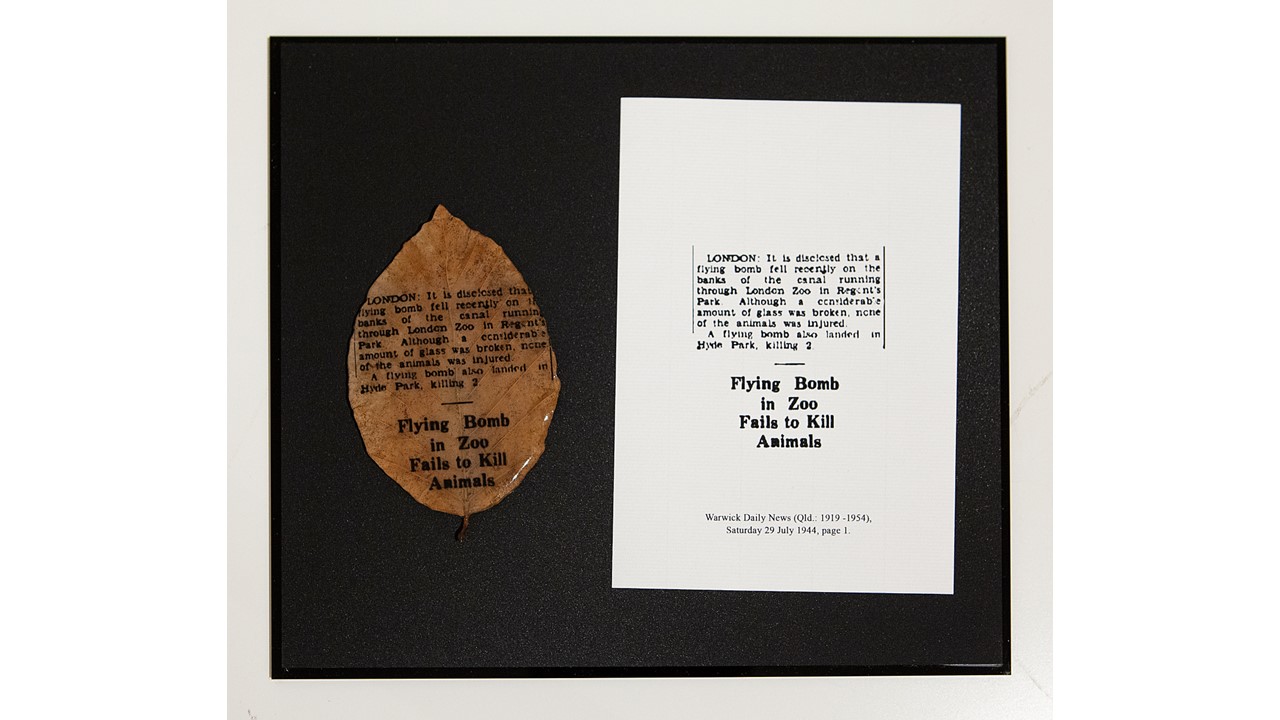 LONDON: It is disclosed that
flying bomb fell recently on
banks of the canal running
through London Zoo in Regent's
Park. Although a considerable
amount of glass was broken, none
of the animals was injured.
A flying bomb also landed in
Hyde Park, killing 2.
Flying Bomb
in Zoo
Fails to Kill
Animals
LONDON: It is disclosed that a
flying bomb fell recently on the
banks of the canal running
through London Zoo in Regent's
Park. Although a considerable
amount of glass was broken, none
of the animals was injured.
A flying bomb also landed in
Hyde Park, killing 2.
Flying Bomb
in Zoo
Fails to Kill
Animals
Warwick Daily News (Qld.: 1919 -1954),
Saturday 29 July 1944, page 1.